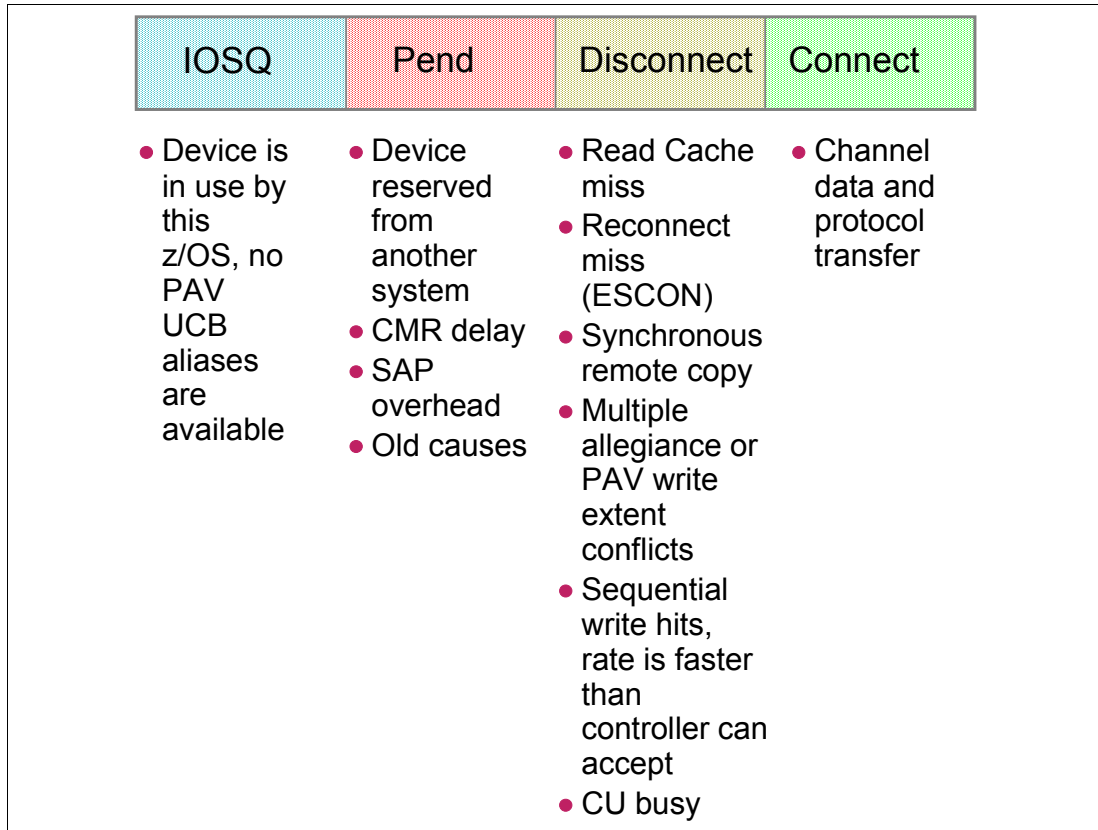 IOSQ Pend Disconnect Connect
• Device is
in use by
this
z/OS, no
PAV
UCB
aliases
are
available
• Device
reserved
from
another
system
• CMR delay
• SAP
overhead
• Old causes
• Read Cache
miss
• Reconnect
miss
(ESCON)
• Synchronous
remote copy
• Multiple
allegiance or
PAV write
extent
conflicts
• Sequential
write hits,
rate is faster
than
controller can
accept
• CU busy
• Channel
data and
protocol
transfer